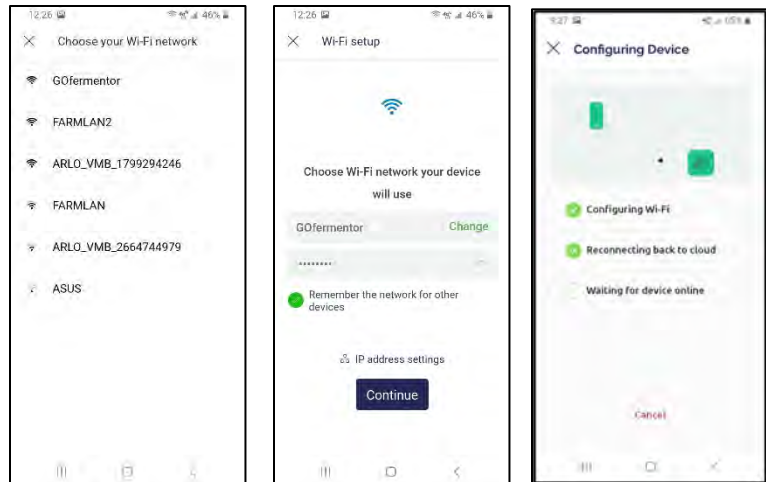 12:26 46%
Choose your Wi-Fi network
GOfermentor
FARMLAN2
ARLO_VMB_1799294246
FARMLAN
ARLO_VMB_2664744979
ASUS
12:26 46%
Wi-Fi setup
Choose Wi-Fi network your device
will use
GOfermentor Change
••••••••
Remember the network for other
devices
IP address settings
Continue
9:27
Configuring Device
Configuring Wi-Fi
Reconnecting back to cloud
Waiting for device online
Cancel